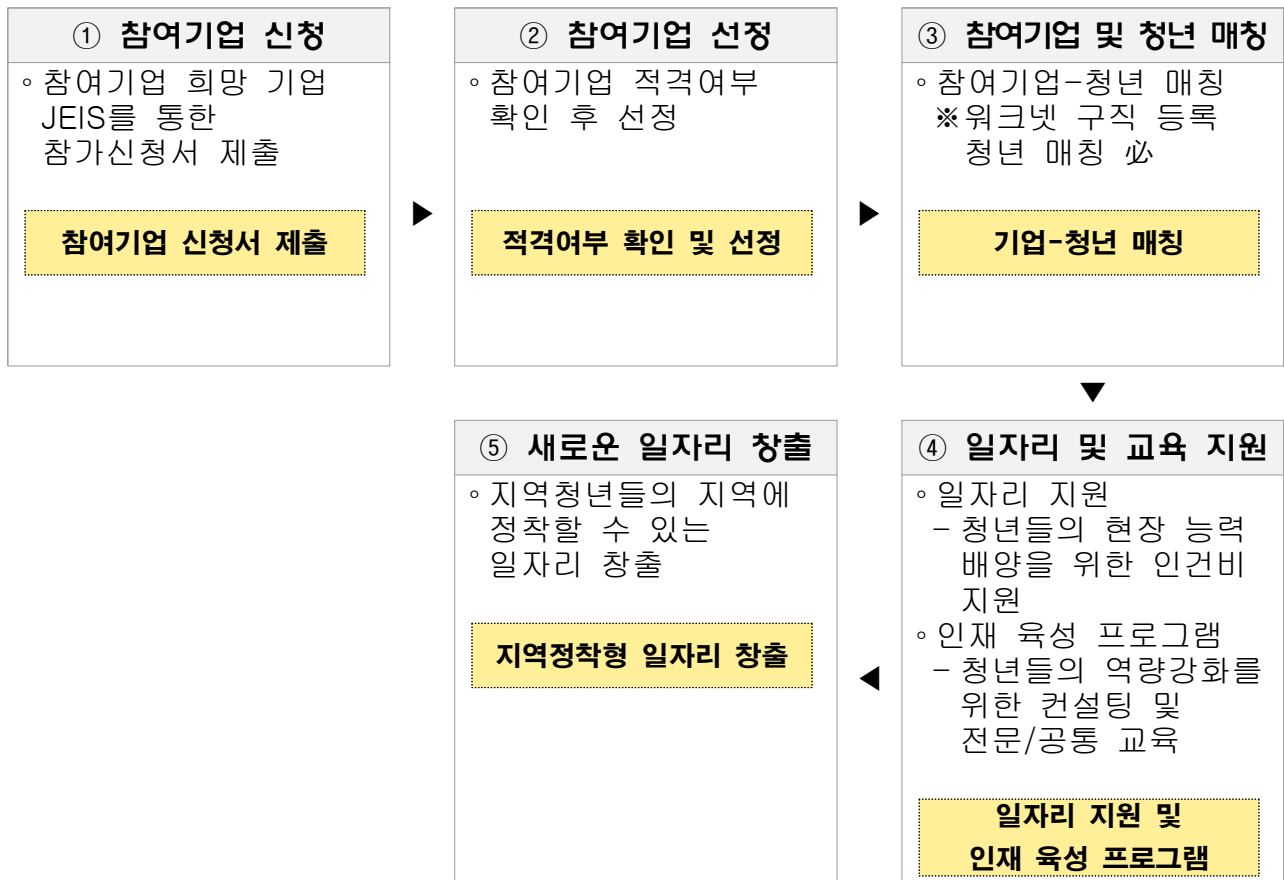 ① 참여기업 신청
◦참여기업 희망 기업
JEIS를 통한
참가신청서 제출
참여기업 신청서 제출
▶
② 참여기업 선정
◦참여기업 적격여부
확인 후 선정
적격여부 확인 및 선정
▶
③ 참여기업 및 청년 매칭
◦참여기업-청년 매칭
※워크넷 구직 등록
청년 매칭 必
기업-청년 매칭
▼
④ 일자리 및 교육 지원
◦일자리 지원
- 청년들의 현장 능력
배양을 위한 인건비
지원
◦인재 육성 프로그램
- 청년들의 역량강화를
위한 컨설팅 및
전문/공통 교육
일자리 지원 및
인재 육성 프로그램
◀
⑤ 새로운 일자리 창출
◦지역청년들의 지역에
정착할 수 있는
일자리 창출
지역정착형 일자리 창출